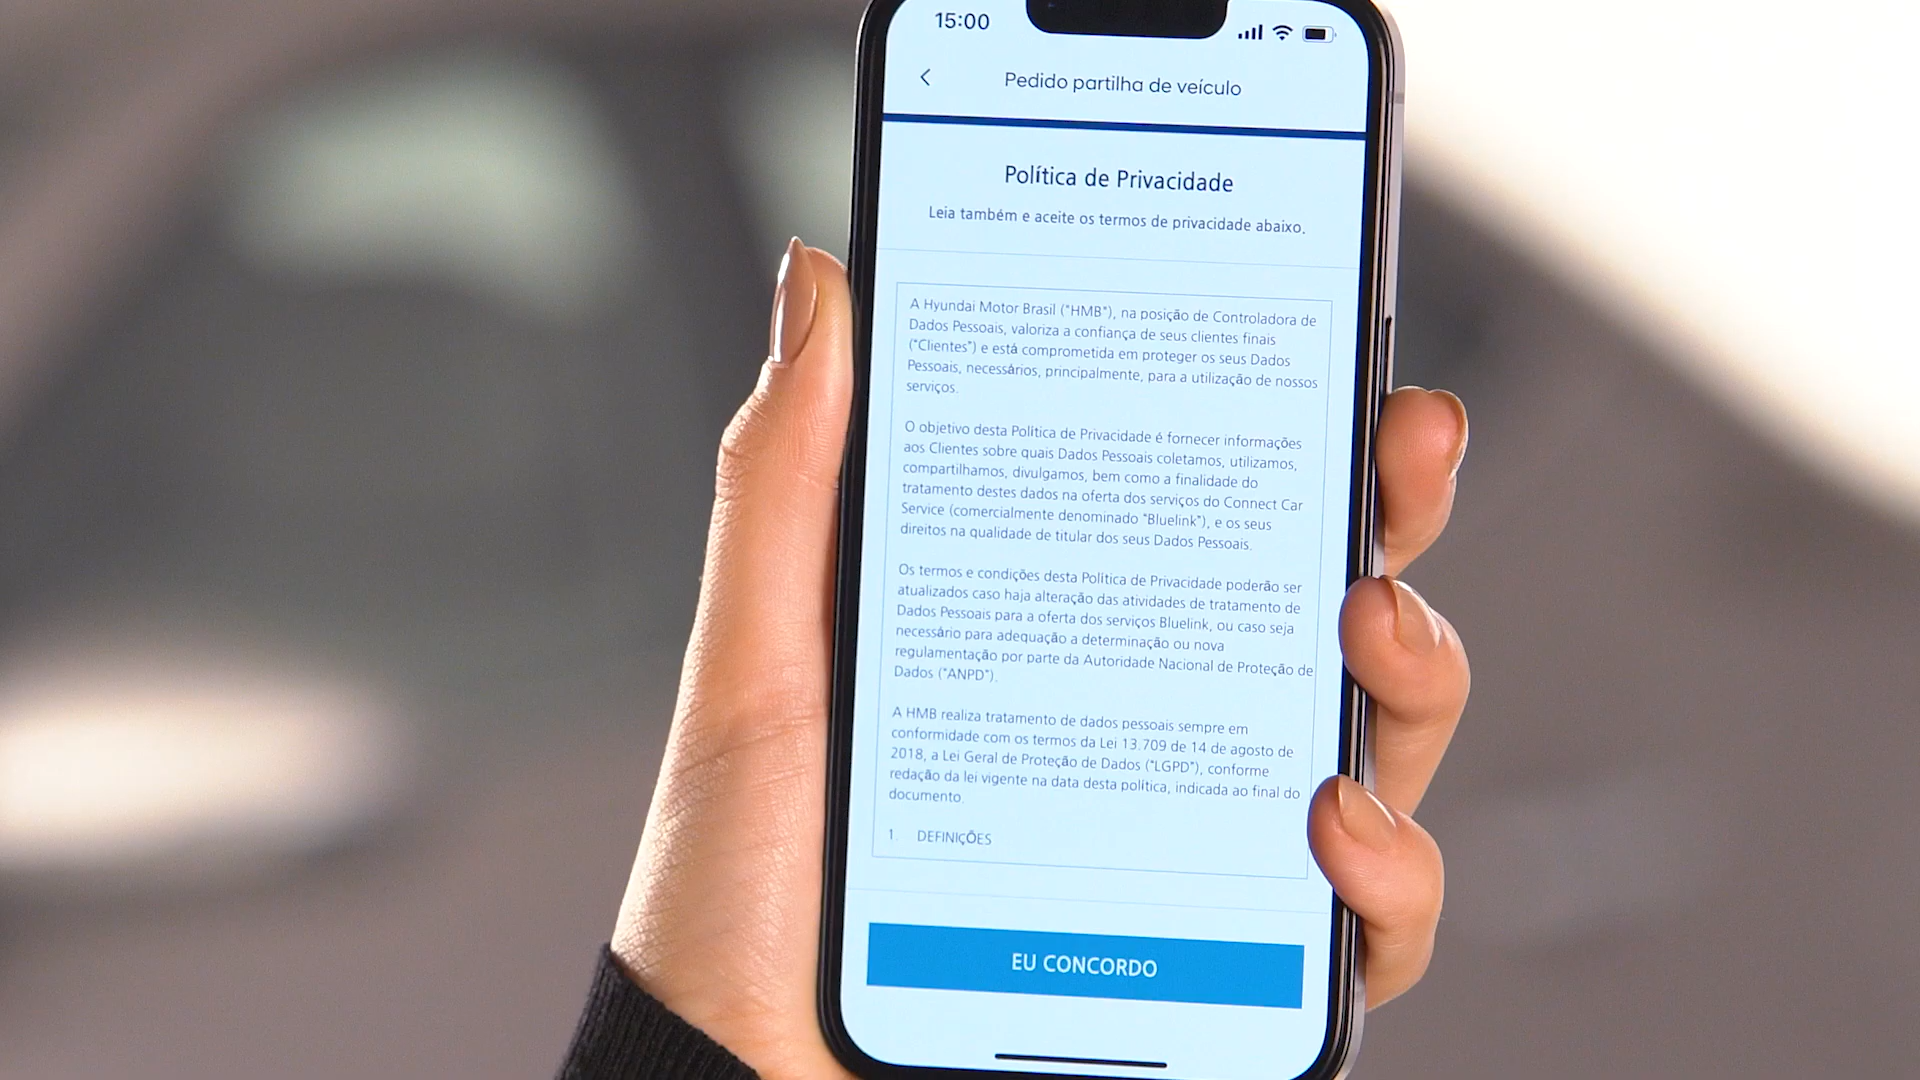 15:00
Pedido partilha de veículo
Política de Privacidade
Leia também e aceite os termos de privacidade abaixo.
A Hyundai Motor Brasil ("HMB"), na posição de Controladora de
Dados Pessoais, valoriza a confiança de seus clientes finais
("Clientes") e está comprometida em proteger os seus Dados
Pessoais, necessários, principalmente, para a utilização de nossos
serviços.
O objetivo desta Política de Privacidade é fornecer informações
aos Clientes sobre quais Dados Pessoais coletamos, utilizamos,
compartilhamos, divulgamos, bem como a finalidade do
tratamento destes dados na oferta dos serviços do Connect Car
Service (comercialmente denominado "Bluelink"), e os seus
direitos na qualidade de titular dos seus Dados Pessoais.
Os termos e condições desta Política de Privacidade poderão ser
atualizados caso haja alteração das atividades de tratamento de
Dados Pessoais para a oferta dos serviços Bluelink, ou caso seja
necessário para adequação a determinação ou nova
regulamentação por parte da Autoridade Nacional de Proteção de
Dados ("ANPD").
A HMB realiza tratamento de dados pessoais sempre em
conformidade com os termos da Lei 13.709 de 14 de agosto de
2018, a Lei Geral de Proteção de Dados ("LGPD"), conforme
redação da lei vigente na data desta política, indicada ao final do
documento.
1. DEFINIÇÕES
EU CONCORDO